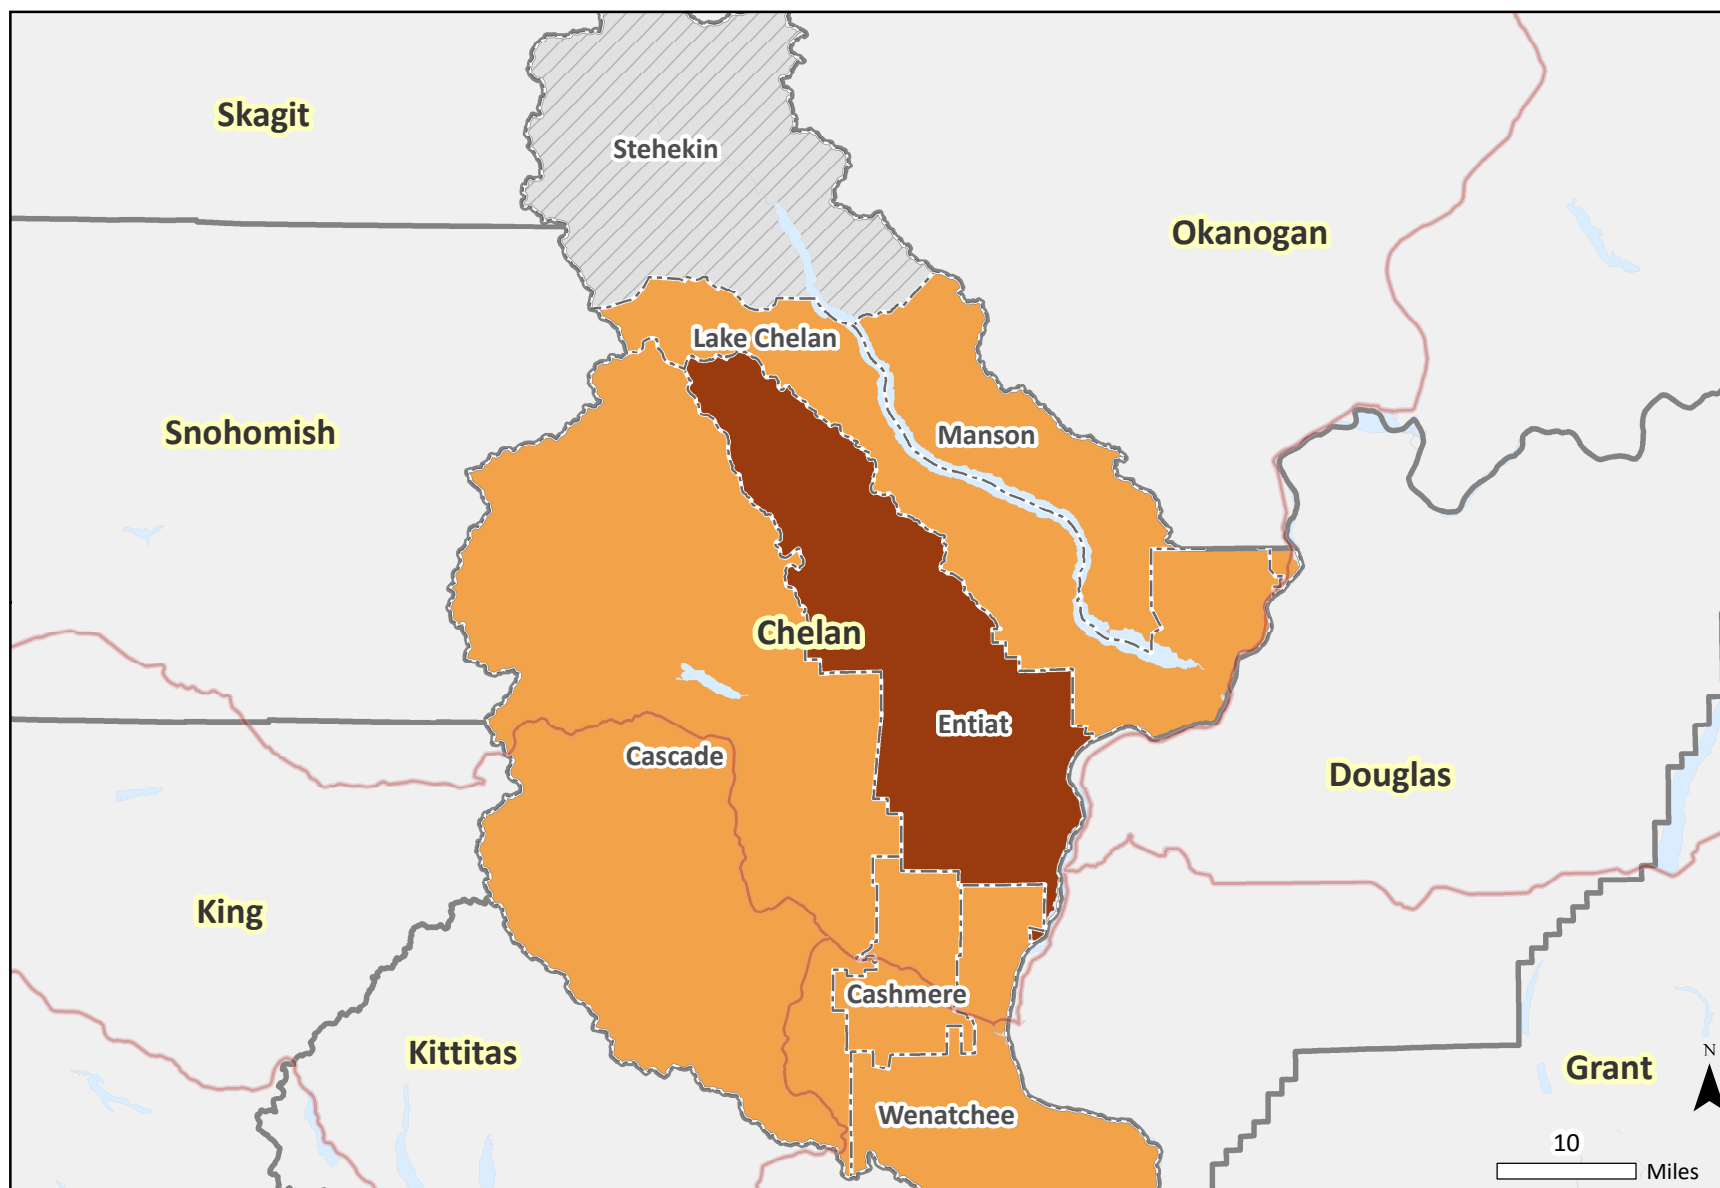 Skagit
Stehekin
Okanogan
Lake Chelan
Snohomish
Manson
Chelan
Entiat
Cascade
Douglas
King
Cashmere
Kittitas
Grant
N
Wenatchee
10
Miles